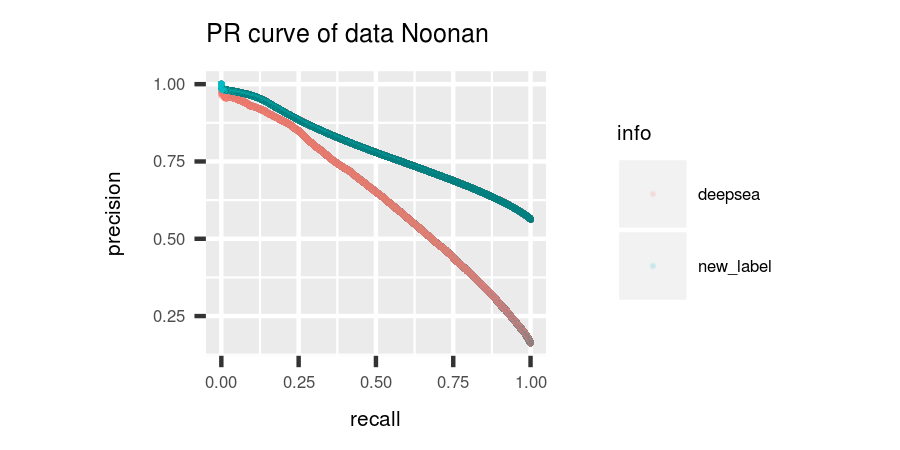 PR curve of data Noonan
1.00
0.75
0.50
0.25
precision
0.00 0.25 0.50 0.75 1.00
recall
info
deepsea
new_label